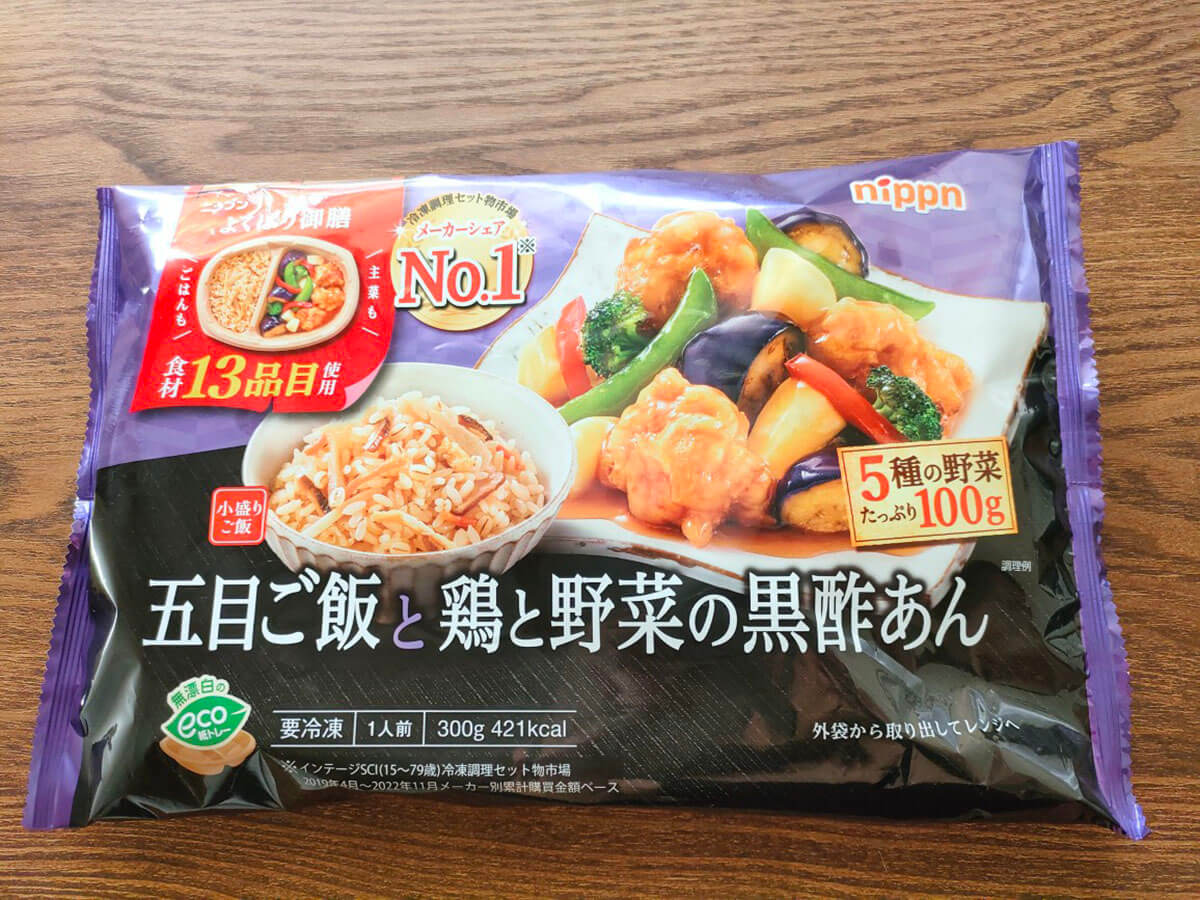 nippn
ニップン
よくばり御膳
ごはんも
主菜も
食材13品目使用
冷凍調理セット物市場
メーカーシェア
No.1※
小盛り
ご飯
5種の野菜
たっぷり100g
調理例
五目ご飯と鶏と野菜の黒酢あん
無漂白の
eco
紙トレー
要冷凍 1人前 300g 421kcal
外袋から取り出してレンジへ
※インテージSCI(15～79歳)冷凍調理セット物市場
2019年4月～2022年11月メーカー別累計購買金額ベース